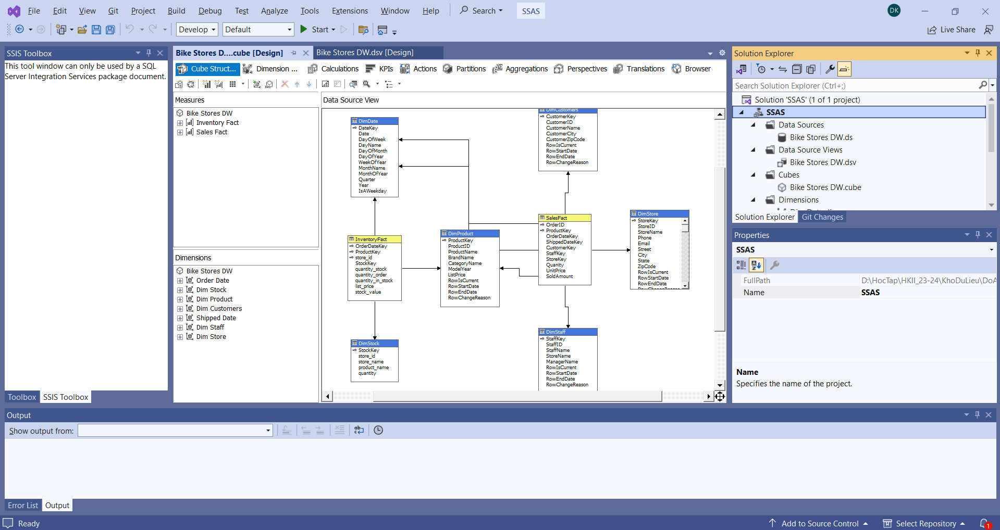 File Edit View Git Project Build Debug Test Analyze Tools Extensions Window Help Search SSAS DK
Develop Default Start Live Share
SSIS Toolbox
This tool window can only be used by a SQL
Server Integration Services package document.
Toolbox SSIS Toolbox
Bike Stores D....cube [Design] Bike Stores DW.dsv [Design]
Cube Struct... Dimension ... Calculations KPIs Actions Partitions Aggregations Perspectives Translations Browser
Measures
Bike Stores DW
Inventory Fact
Sales Fact
Dimensions
Bike Stores DW
Order Date
Dim Stock
Dim Product
Dim Customers
Shipped Date
Dim Staff
Dim Store
Data Source View
DimDate
DateKey
Date
DayOfWeek
DayName
DayOfMonth
DayOfYear
WeekOfYear
MonthName
MonthOfYear
Quarter
Year
IsAWeekday
DimCustomers
CustomerKey
CustomerID
CustomerName
CustomerCity
CustomerZipCode
RowIsCurrent
RowStartDate
RowEndDate
RowChangeReason
InventoryFact
OrderDateKey
ProductKey
store_id
StockKey
quantity_stock
quantity_order
quantity_in_stock
list_price
stock_value
DimProduct
ProductKey
ProductID
ProductName
BrandName
CategoryName
ModelYear
ListPrice
RowIsCurrent
RowStartDate
RowEndDate
RowChangeReason
SalesFact
OrderID
ProductKey
OrderDateKey
ShippedDateKey
CustomerKey
StaffKey
StoreKey
Quanity
UnitPrice
SoldAmount
DimStore
StoreKey
StoreID
StoreName
Phone
Email
Street
City
State
ZipCode
RowIsCurrent
RowStartDate
RowEndDate
RowChangeReason
DimStock
StockKey
store_id
store_name
product_name
quantity
DimStaff
StaffKey
StaffID
StaffName
StoreName
ManagerName
RowIsCurrent
RowStartDate
RowEndDate
RowChangeReason
Solution Explorer
Search Solution Explorer (Ctrl+;)
Solution 'SSAS' (1 of 1 project)
SSAS
Data Sources
Bike Stores DW.ds
Data Source Views
Bike Stores DW.dsv
Cubes
Bike Stores DW.cube
Dimensions
Solution Explorer Git Changes
Properties
SSAS
FullPath D:\HocTap\HKII_23-24\KhoDuLieu\DoA
Name SSAS
Name
Specifies the name of the project.
Output
Show output from:
Error List Output
Ready Add to Source Control Select Repository 1